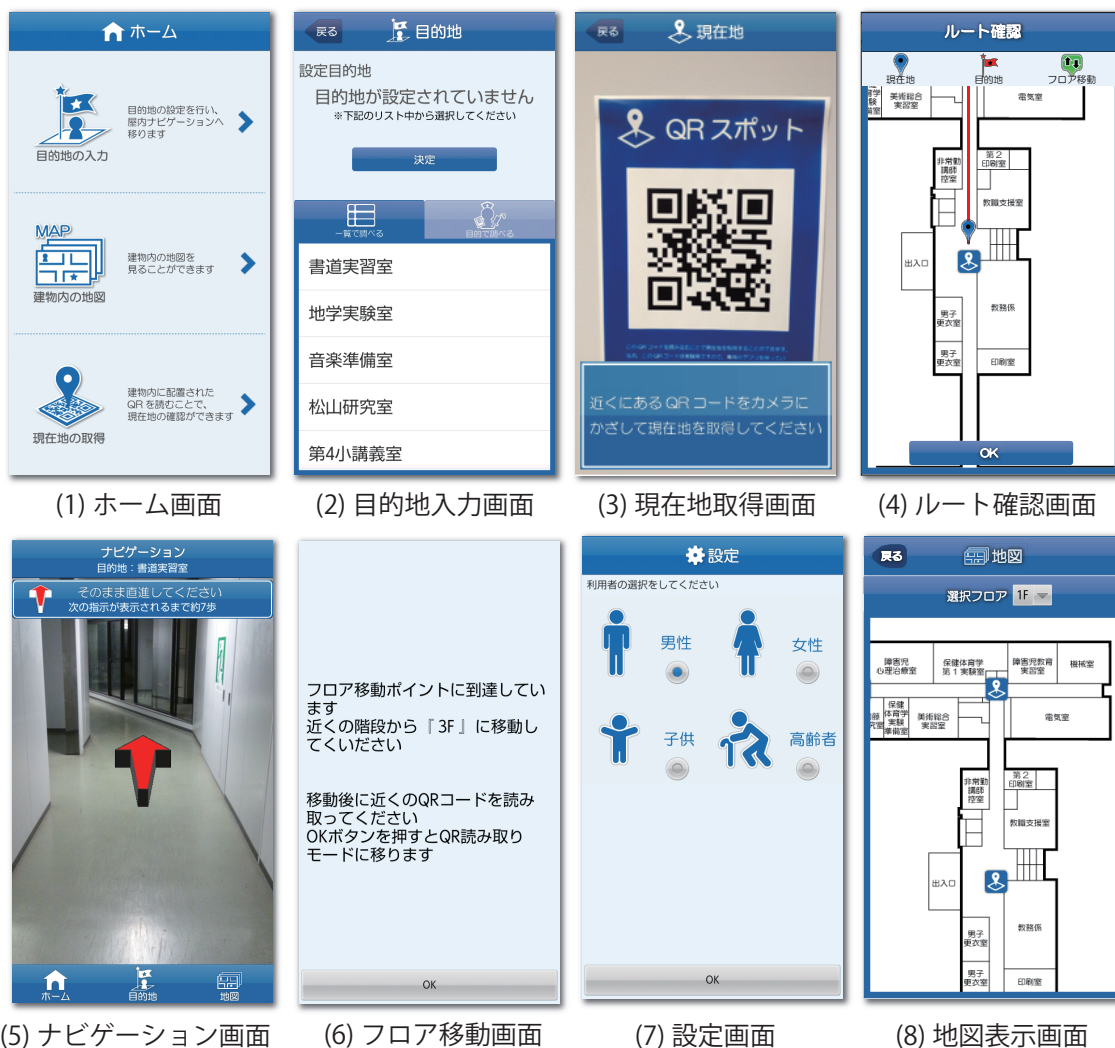 ホーム
目的地の設定を行い、
屋内ナビゲーションへ
移ります
目的地の入力
MAP
建物内の地図を
見ることができます
建物内の地図
建物内に配置された
QR を読むことで、
現在地の確認ができます
現在地の取得
(1) ホーム画面
戻る
目的地
設定目的地
目的地が設定されていません
※下記のリスト中から選択してください
決定
一覧で調べる
目的で調べる
書道実習室
地学実験室
音楽準備室
松山研究室
第4小講義室
(2) 目的地入力画面
戻る
現在地
QR スポット
近くにある QR コードをカメラに
かざして現在地を取得してください
(3) 現在地取得画面
ルート確認
現在地
目的地
フロア移動
美術総合
実習室
電気室
非常勤
講師
控室
第2
印刷室
教職支援室
出入口
男子
更衣室
教務係
男子
更衣室
印刷室
OK
(4) ルート確認画面
ナビゲーション
目的地：書道実習室
そのまま直進してください
次の指示が表示されるまで約7歩
ホーム
目的地
地図
(5) ナビゲーション画面
フロア移動ポイントに到達してい
ます
近くの階段から『 3F 』に移動し
てくいださい
移動後に近くのQRコードを読み
取ってください
OKボタンを押すとQR読み取り
モードに移ります
OK
(6) フロア移動画面
設定
利用者の選択をしてください
男性
女性
子供
高齢者
OK
(7) 設定画面
戻る
地図
選択フロア 1F
障害児
心理治療室
保健体育学
第1実験室
障害児教育
実習室
機械室
保健
体育学
実験
準備室
美術総合
実習室
電気室
非常勤
講師
控室
第2
印刷室
教職支援室
出入口
男子
更衣室
教務係
男子
更衣室
印刷室
(8) 地図表示画面